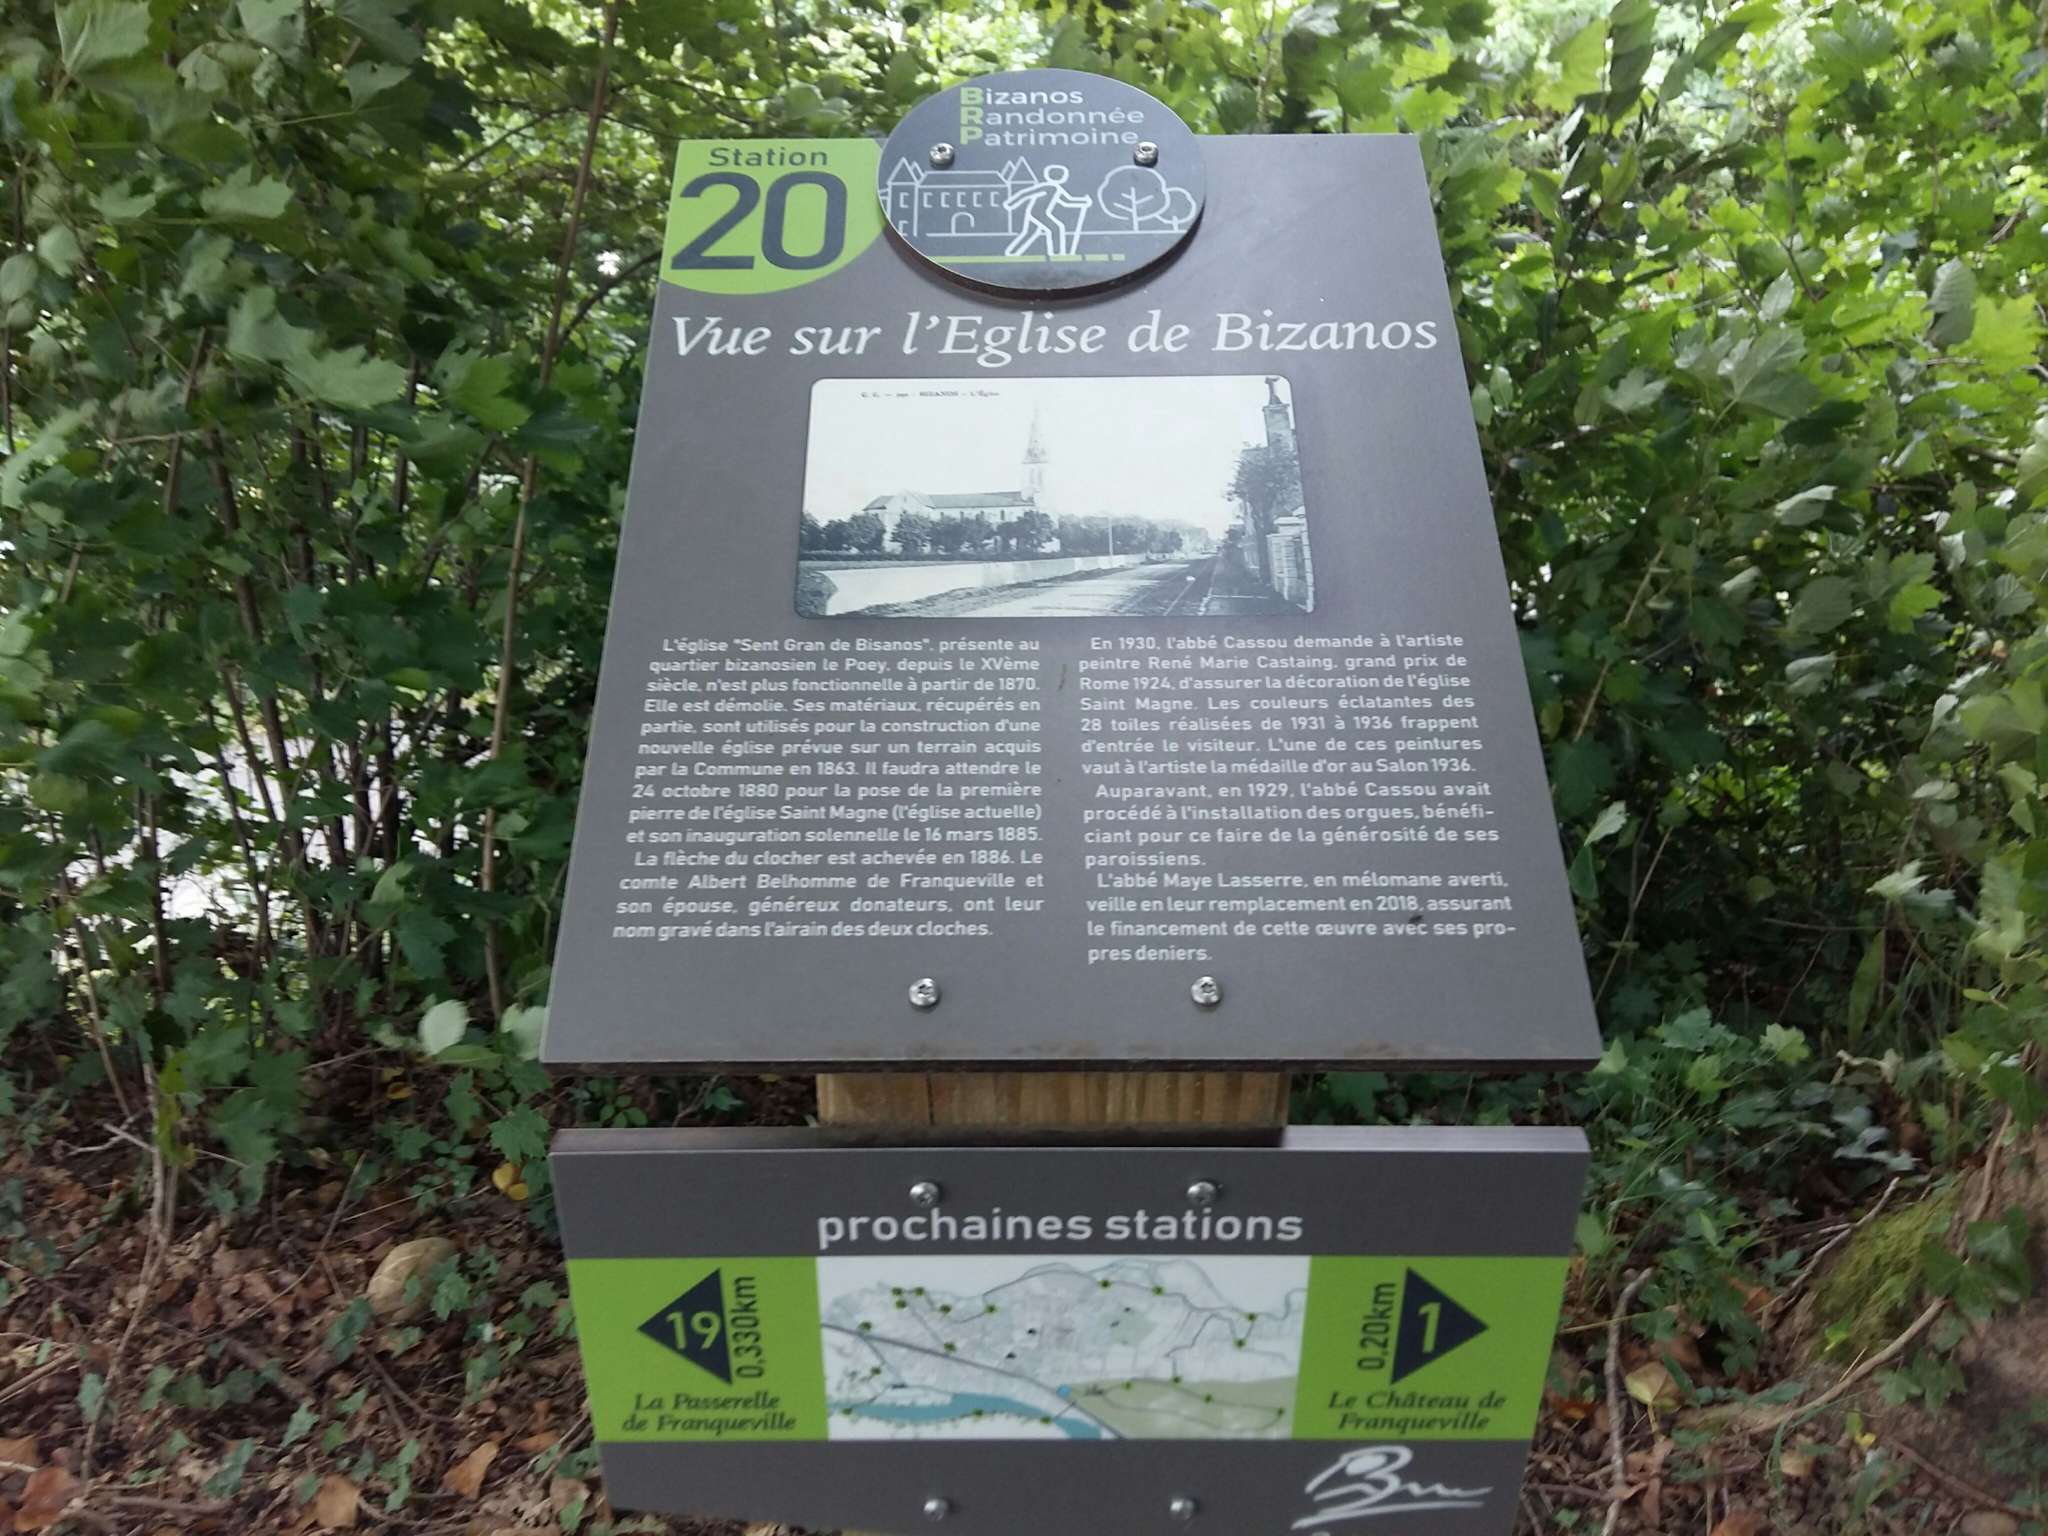 Bizanos
Randonnée
Patrimoine
Station
20
Vue sur l'Eglise de Bizanos
BIZANOS - L'Église
L'église "Sent Gran de Bisanos", présente au
quartier bizanosien le Poey, depuis le XVème
siècle, n'est plus fonctionnelle à partir de 1870.
Elle est démolie. Ses matériaux, récupérés en
partie, sont utilisés pour la construction d'une
nouvelle église prévue sur un terrain acquis
par la Commune en 1863. Il faudra attendre le
24 octobre 1880 pour la pose de la première
pierre de l'église Saint Magne (l'église actuelle)
et son inauguration solennelle le 16 mars 1885.
La flèche du clocher est achevée en 1886. Le
comte Albert Belhomme de Franqueville et
son épouse, généreux donateurs, ont leur
nom gravé dans l'airain des deux cloches.
En 1930, l'abbé Cassou demande à l'artiste
peintre René Marie Castaing, grand prix de
Rome 1924, d'assurer la décoration de l'église
Saint Magne. Les couleurs éclatantes des
28 toiles réalisées de 1931 à 1936 frappent
d'entrée le visiteur. L'une de ces peintures
vaut à l'artiste la médaille d'or au Salon 1936.
Auparavant, en 1929, l'abbé Cassou avait
procédé à l'installation des orgues, bénéfi-
ciant pour ce faire de la générosité de ses
paroissiens.
L'abbé Maye Lasserre, en mélomane averti,
veille en leur remplacement en 2018, assurant
le financement de cette œuvre avec ses pro-
pres deniers.
prochaines stations
19
0,330km
La Passerelle
de Franqueville
0,20km
1
Le Château de
Franqueville